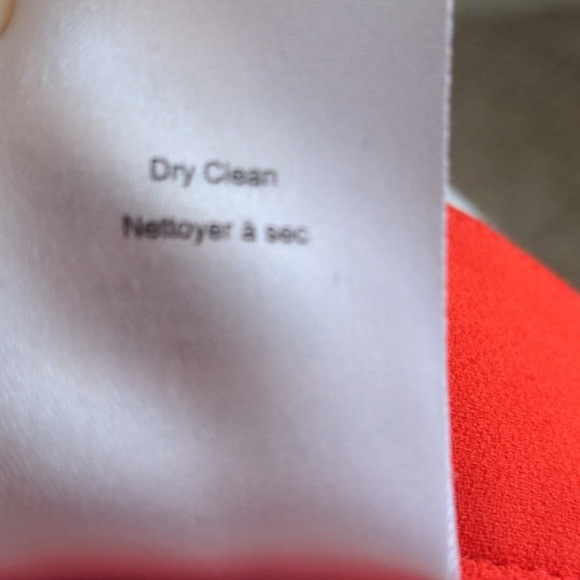 Dry Clean
Nettoyer à sec